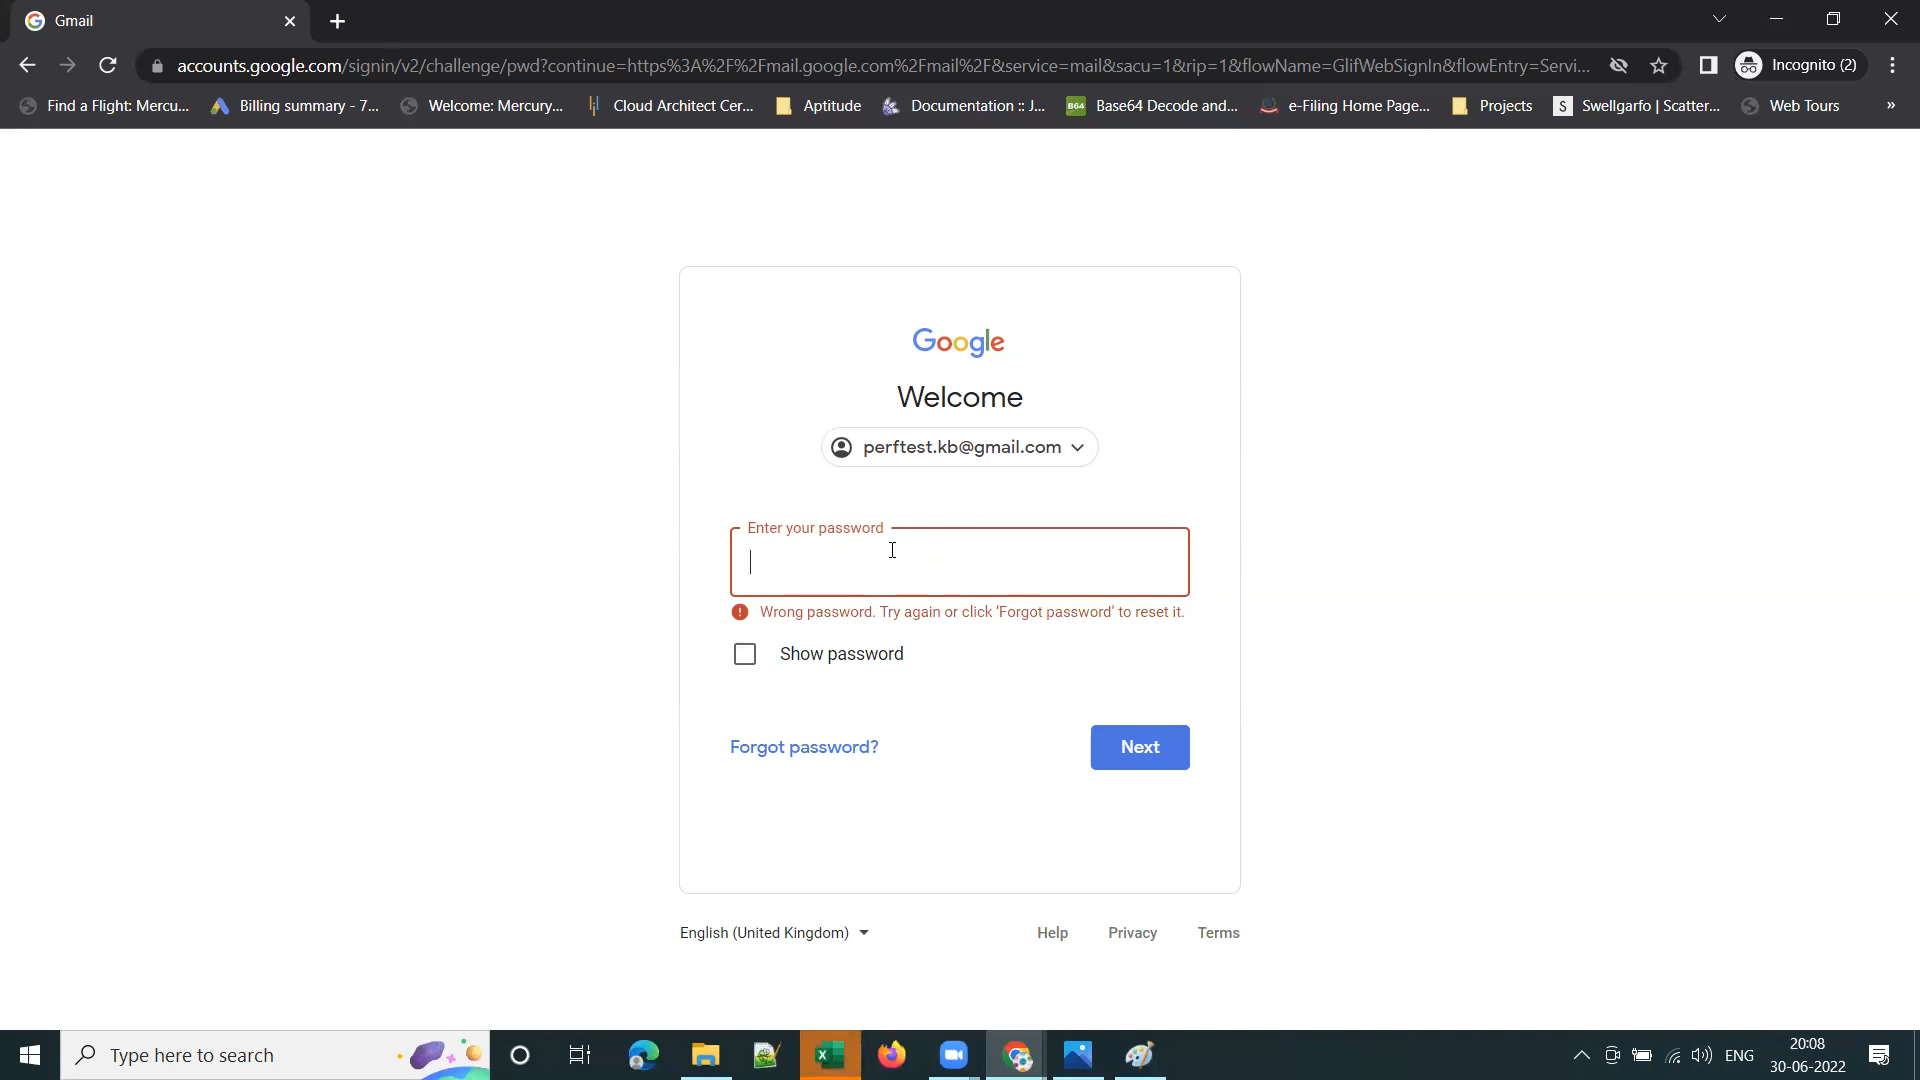 Gmail
accounts.google.com/signin/v2/challenge/pwd?continue=https%3A%2F%2Fmail.google.com%2Fmail%2F&service=mail&sacu=1&rip=1&flowName=GlifWebSignIn&flowEntry=Servi...
Incognito (2)
Find a Flight: Mercu...
Billing summary - 7...
Welcome: Mercury...
Cloud Architect Cer...
Aptitude
Documentation :: J...
B64
Base64 Decode and...
e-Filing Home Page...
Projects
S
Swellgarfo | Scatter...
Web Tours
»
Google
Welcome
perftest.kb@gmail.com
Enter your password
Wrong password. Try again or click ‘Forgot password’ to reset it.
Show password
Forgot password?
Next
English (United Kingdom)
Help
Privacy
Terms
Type here to search
ENG
20:08
30-06-2022